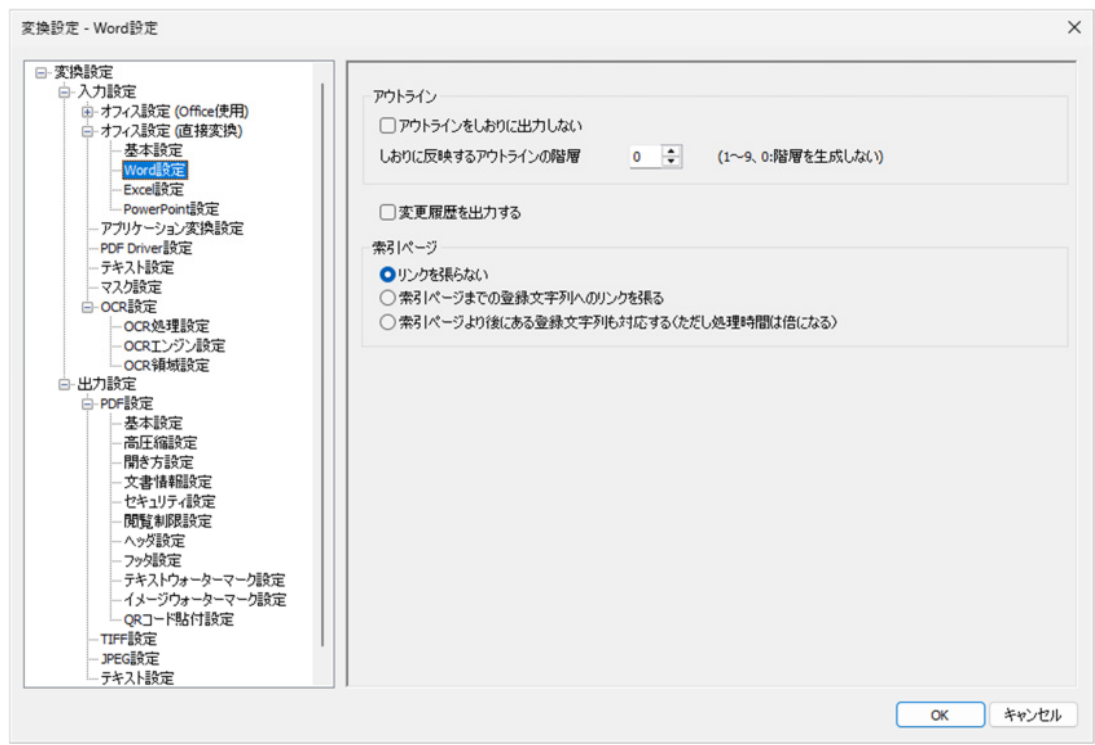 変換設定 - Word設定
変換設定
入力設定
オフィス設定 (Office使用)
オフィス設定 (直接変換)
基本設定
Word設定
Excel設定
PowerPoint設定
アプリケーション変換設定
PDF Driver設定
テキスト設定
マスク設定
OCR設定
OCR処理設定
OCRエンジン設定
OCR領域設定
出力設定
PDF設定
基本設定
高圧縮設定
開き方設定
文書情報設定
セキュリティ設定
閲覧制限設定
ヘッダ設定
フッタ設定
テキストウォーターマーク設定
イメージウォーターマーク設定
QRコード貼付設定
TIFF設定
JPEG設定
テキスト設定
アウトライン
アウトラインをしおりに出力しない
しおりに反映するアウトラインの階層 0 (1～9、0:階層を生成しない)
変更履歴を出力する
索引ページ
リンクを張らない
索引ページまでの登録文字列へのリンクを張る
索引ページより後にある登録文字列も対応する(ただし処理時間は倍になる)
OK キャンセル